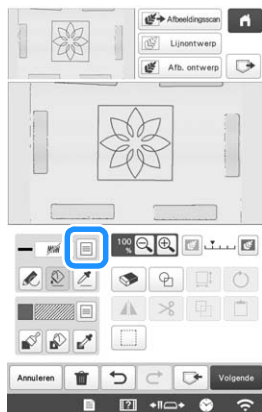 Afbeeldingsscan
Lijnontwerp
Afb. ontwerp
100
%
Annuleren
Volgende